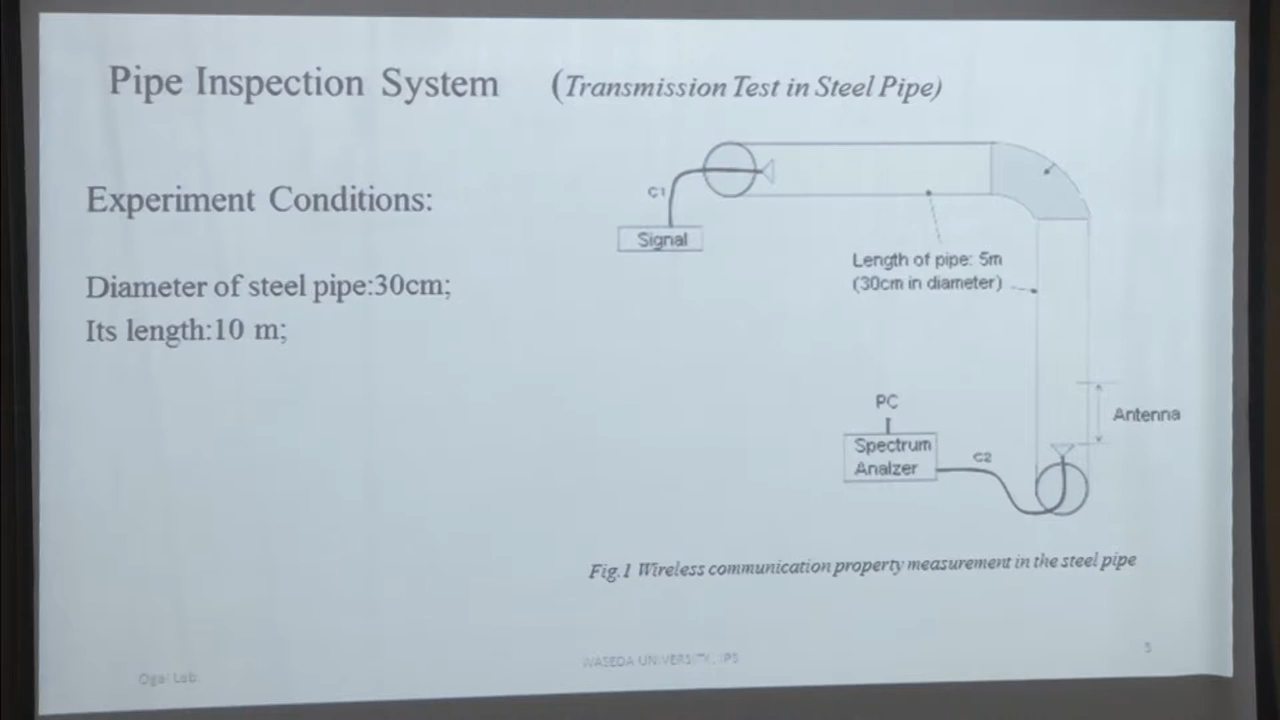 Pipe Inspection System (Transmission Test in Steel Pipe)
Experiment Conditions:
Diameter of steel pipe:30cm;
Its length:10 m;
C1
Signal
Length of pipe: 5m
(30cm in diameter)
PC
Spectrum
Analzer
C2
Antenna
Fig.1 Wireless communication property measurement in the steel pipe
Ogai Lab.
WASEDA UNIVERSITY, IPS
5